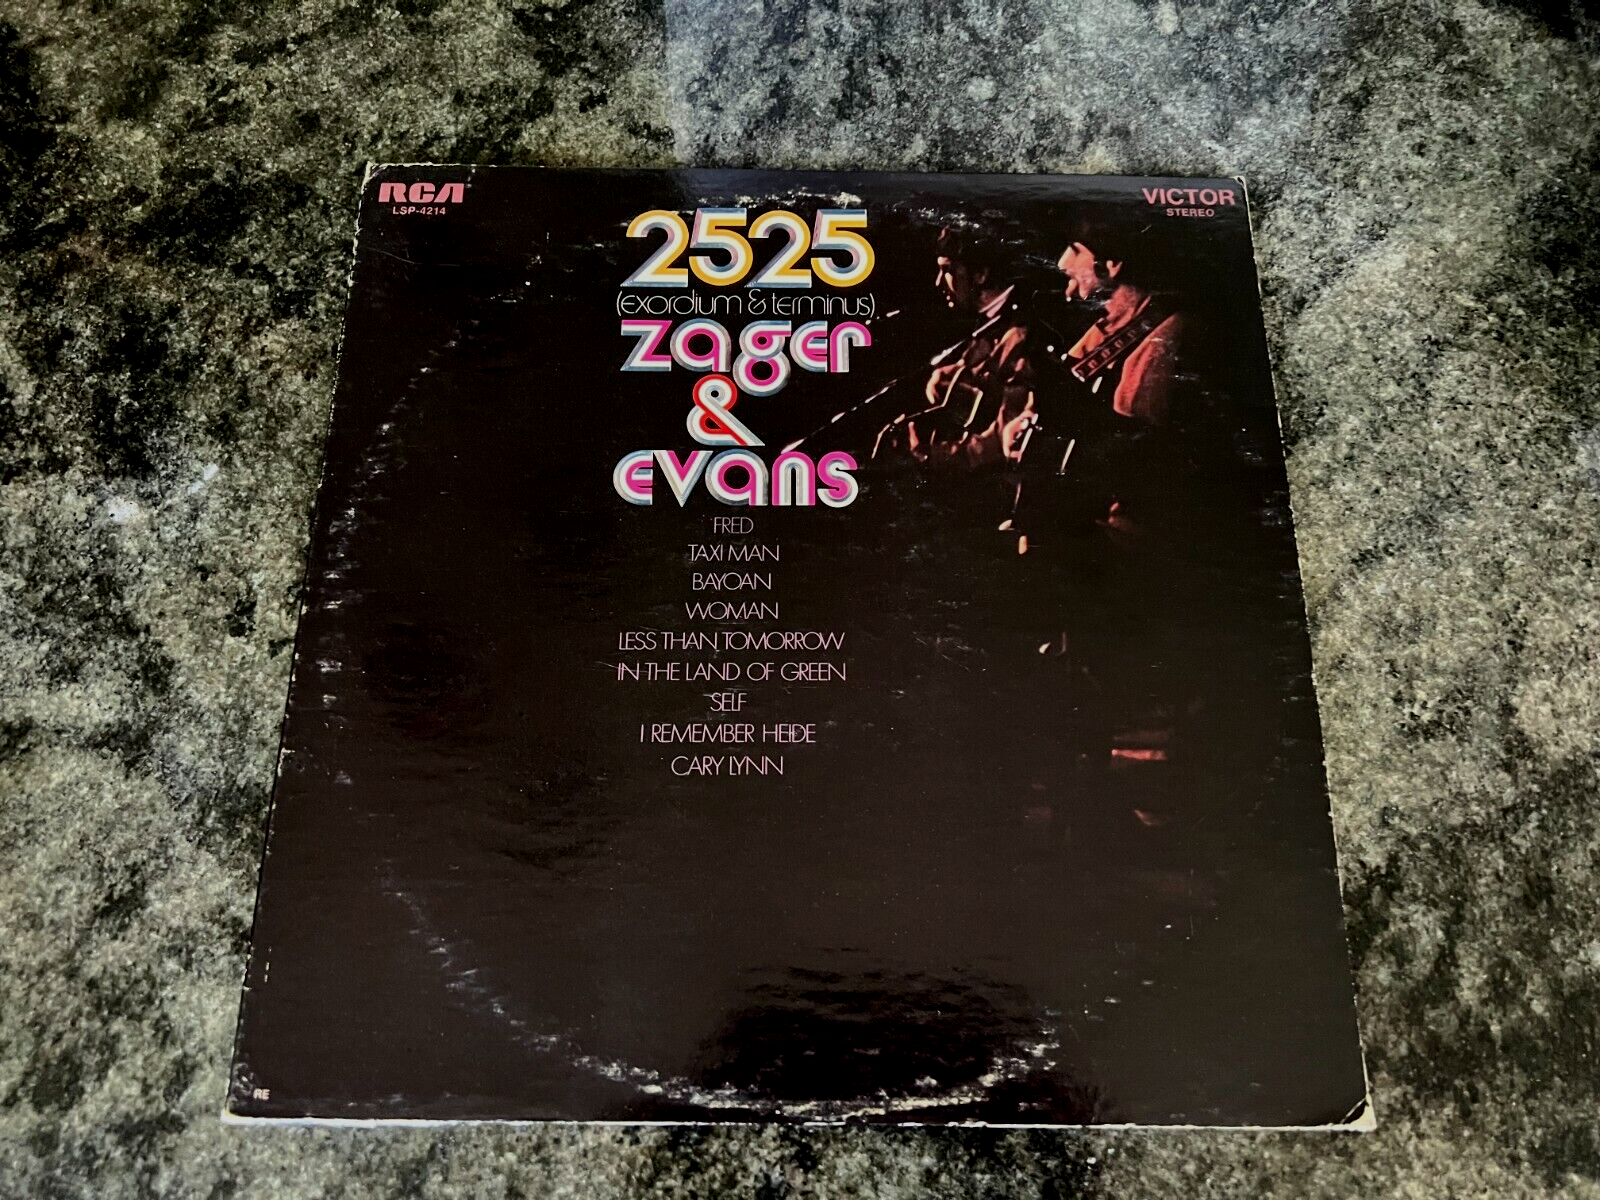 RCA
LSP-4214
VICTOR
STEREO
2525
(exordium & terminus)
zager
&
evans
FRED
TAXI MAN
BAYOAN
WOMAN
LESS THAN TOMORROW
IN THE LAND OF GREEN
SELF
I REMEMBER HEIDE
CARY LYNN
RE